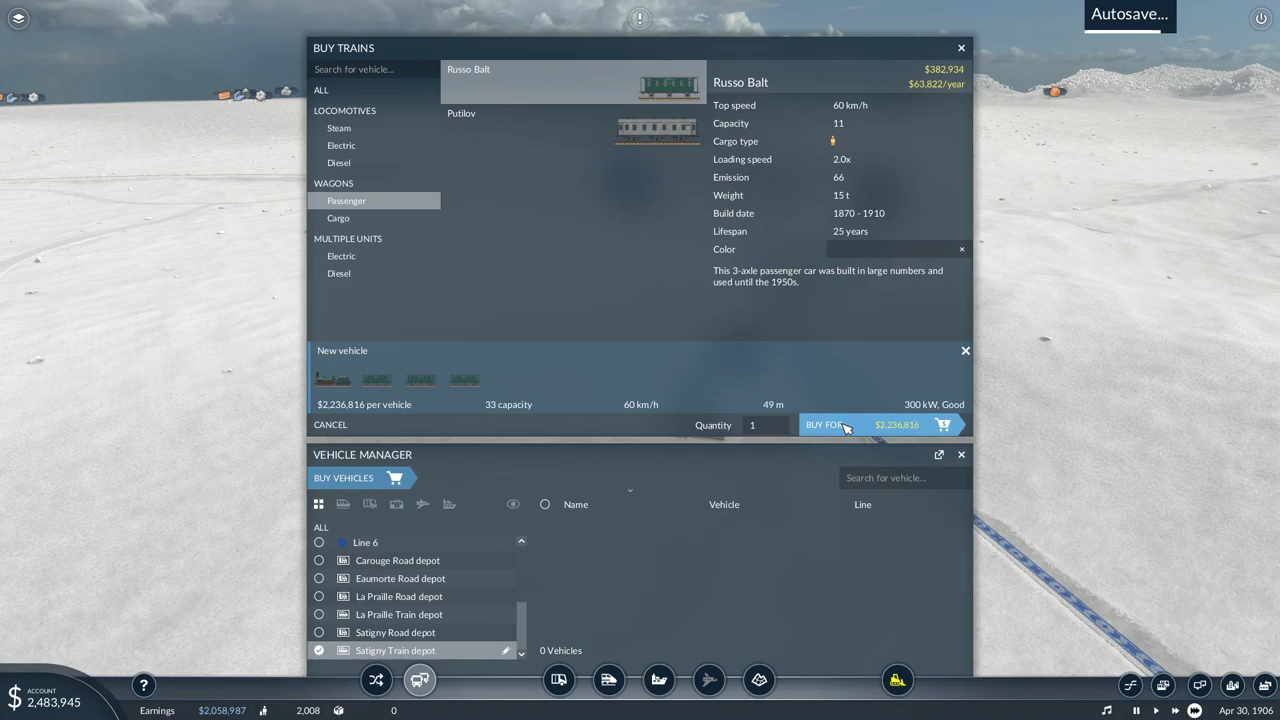 Autosave...
BUY TRAINS
Search for vehicle...
ALL
LOCOMOTIVES
Steam
Electric
Diesel
WAGONS
Passenger
Cargo
MULTIPLE UNITS
Electric
Diesel
Russo Balt
Putilov
$382,934
Russo Balt
$63,822/year
Top speed 60 km/h
Capacity 11
Cargo type
Loading speed 2.0x
Emission 66
Weight 15 t
Build date 1870 - 1910
Lifespan 25 years
Color
This 3-axle passenger car was built in large numbers and
used until the 1950s.
New vehicle
$2,236,816 per vehicle 33 capacity 60 km/h 49 m 300 kW, Good
CANCEL Quantity 1 BUY FOR $2,236,816
VEHICLE MANAGER
BUY VEHICLES Search for vehicle...
Name Vehicle Line
ALL
Line 6
Carouge Road depot
Eaumorte Road depot
La Praille Road depot
La Praille Train depot
Satigny Road depot
Satigny Train depot 0 Vehicles
$ ACCOUNT
2,483,945
?
Earnings $2,058,987 2,008 0 Apr 30, 1906